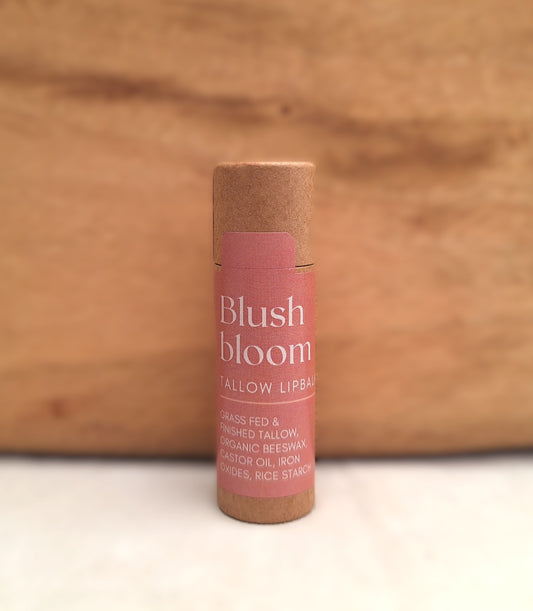 Blush
bloom
TALLOW LIPBAL
GRASS FED &
FINISHED TALLOW,
ORGANIC BEESWAX,
CASTOR OIL, IRON
OXIDES, RICE STARCH